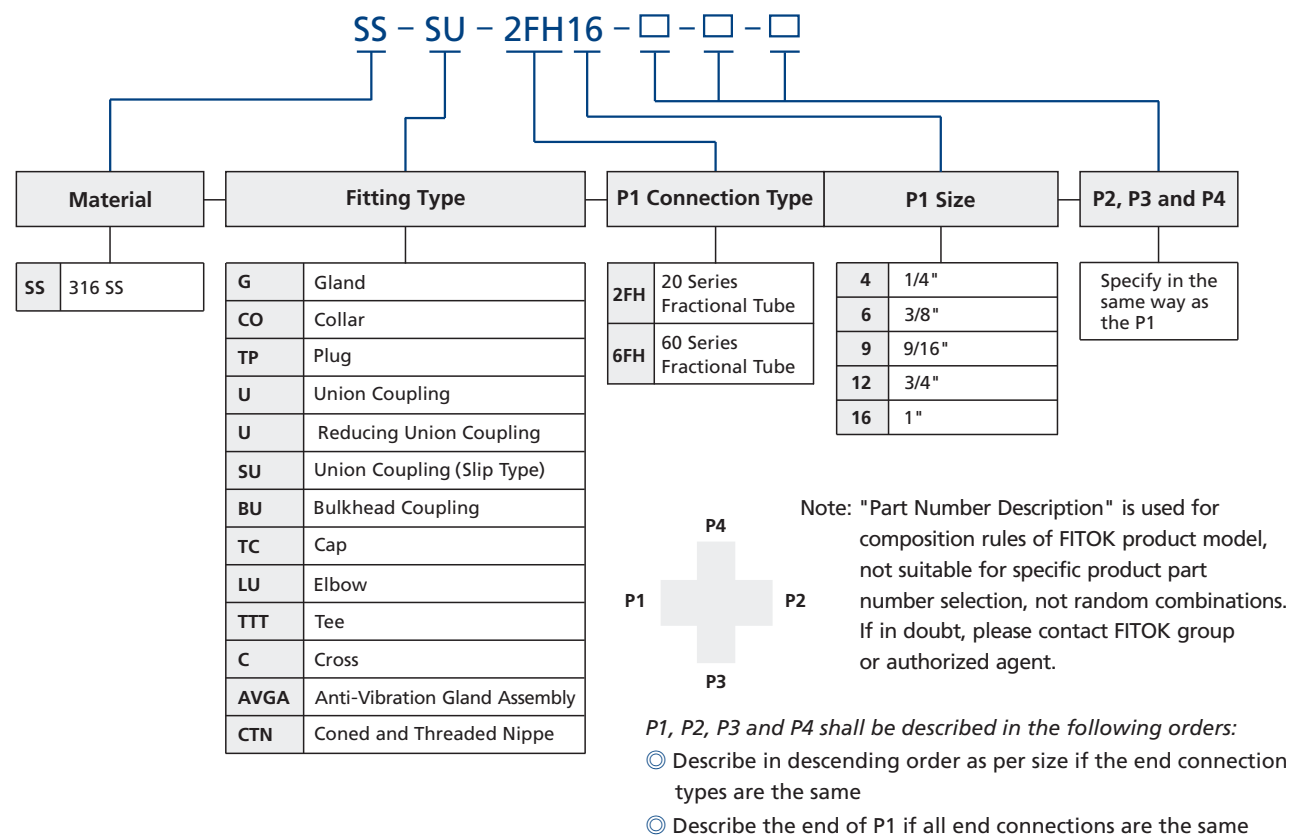 SS – SU – 2FH16 – □ – □ – □
Material
SS 316 SS
Fitting Type
G Gland
CO Collar
TP Plug
U Union Coupling
U Reducing Union Coupling
SU Union Coupling (Slip Type)
BU Bulkhead Coupling
TC Cap
LU Elbow
TTT Tee
C Cross
AVGA Anti-Vibration Gland Assembly
CTN Coned and Threaded Nippe
P1 Connection Type
2FH 20 Series
Fractional Tube
6FH 60 Series
Fractional Tube
P1 Size
4 1/4"
6 3/8"
9 9/16"
12 3/4"
16 1"
P2, P3 and P4
Specify in the
same way as
the P1
P4
P1
P2
P3
Note: "Part Number Description" is used for
composition rules of FITOK product model,
not suitable for specific product part
number selection, not random combinations.
If in doubt, please contact FITOK group
or authorized agent.
P1, P2, P3 and P4 shall be described in the following orders:
◎ Describe in descending order as per size if the end connection
types are the same
◎ Describe the end of P1 if all end connections are the same